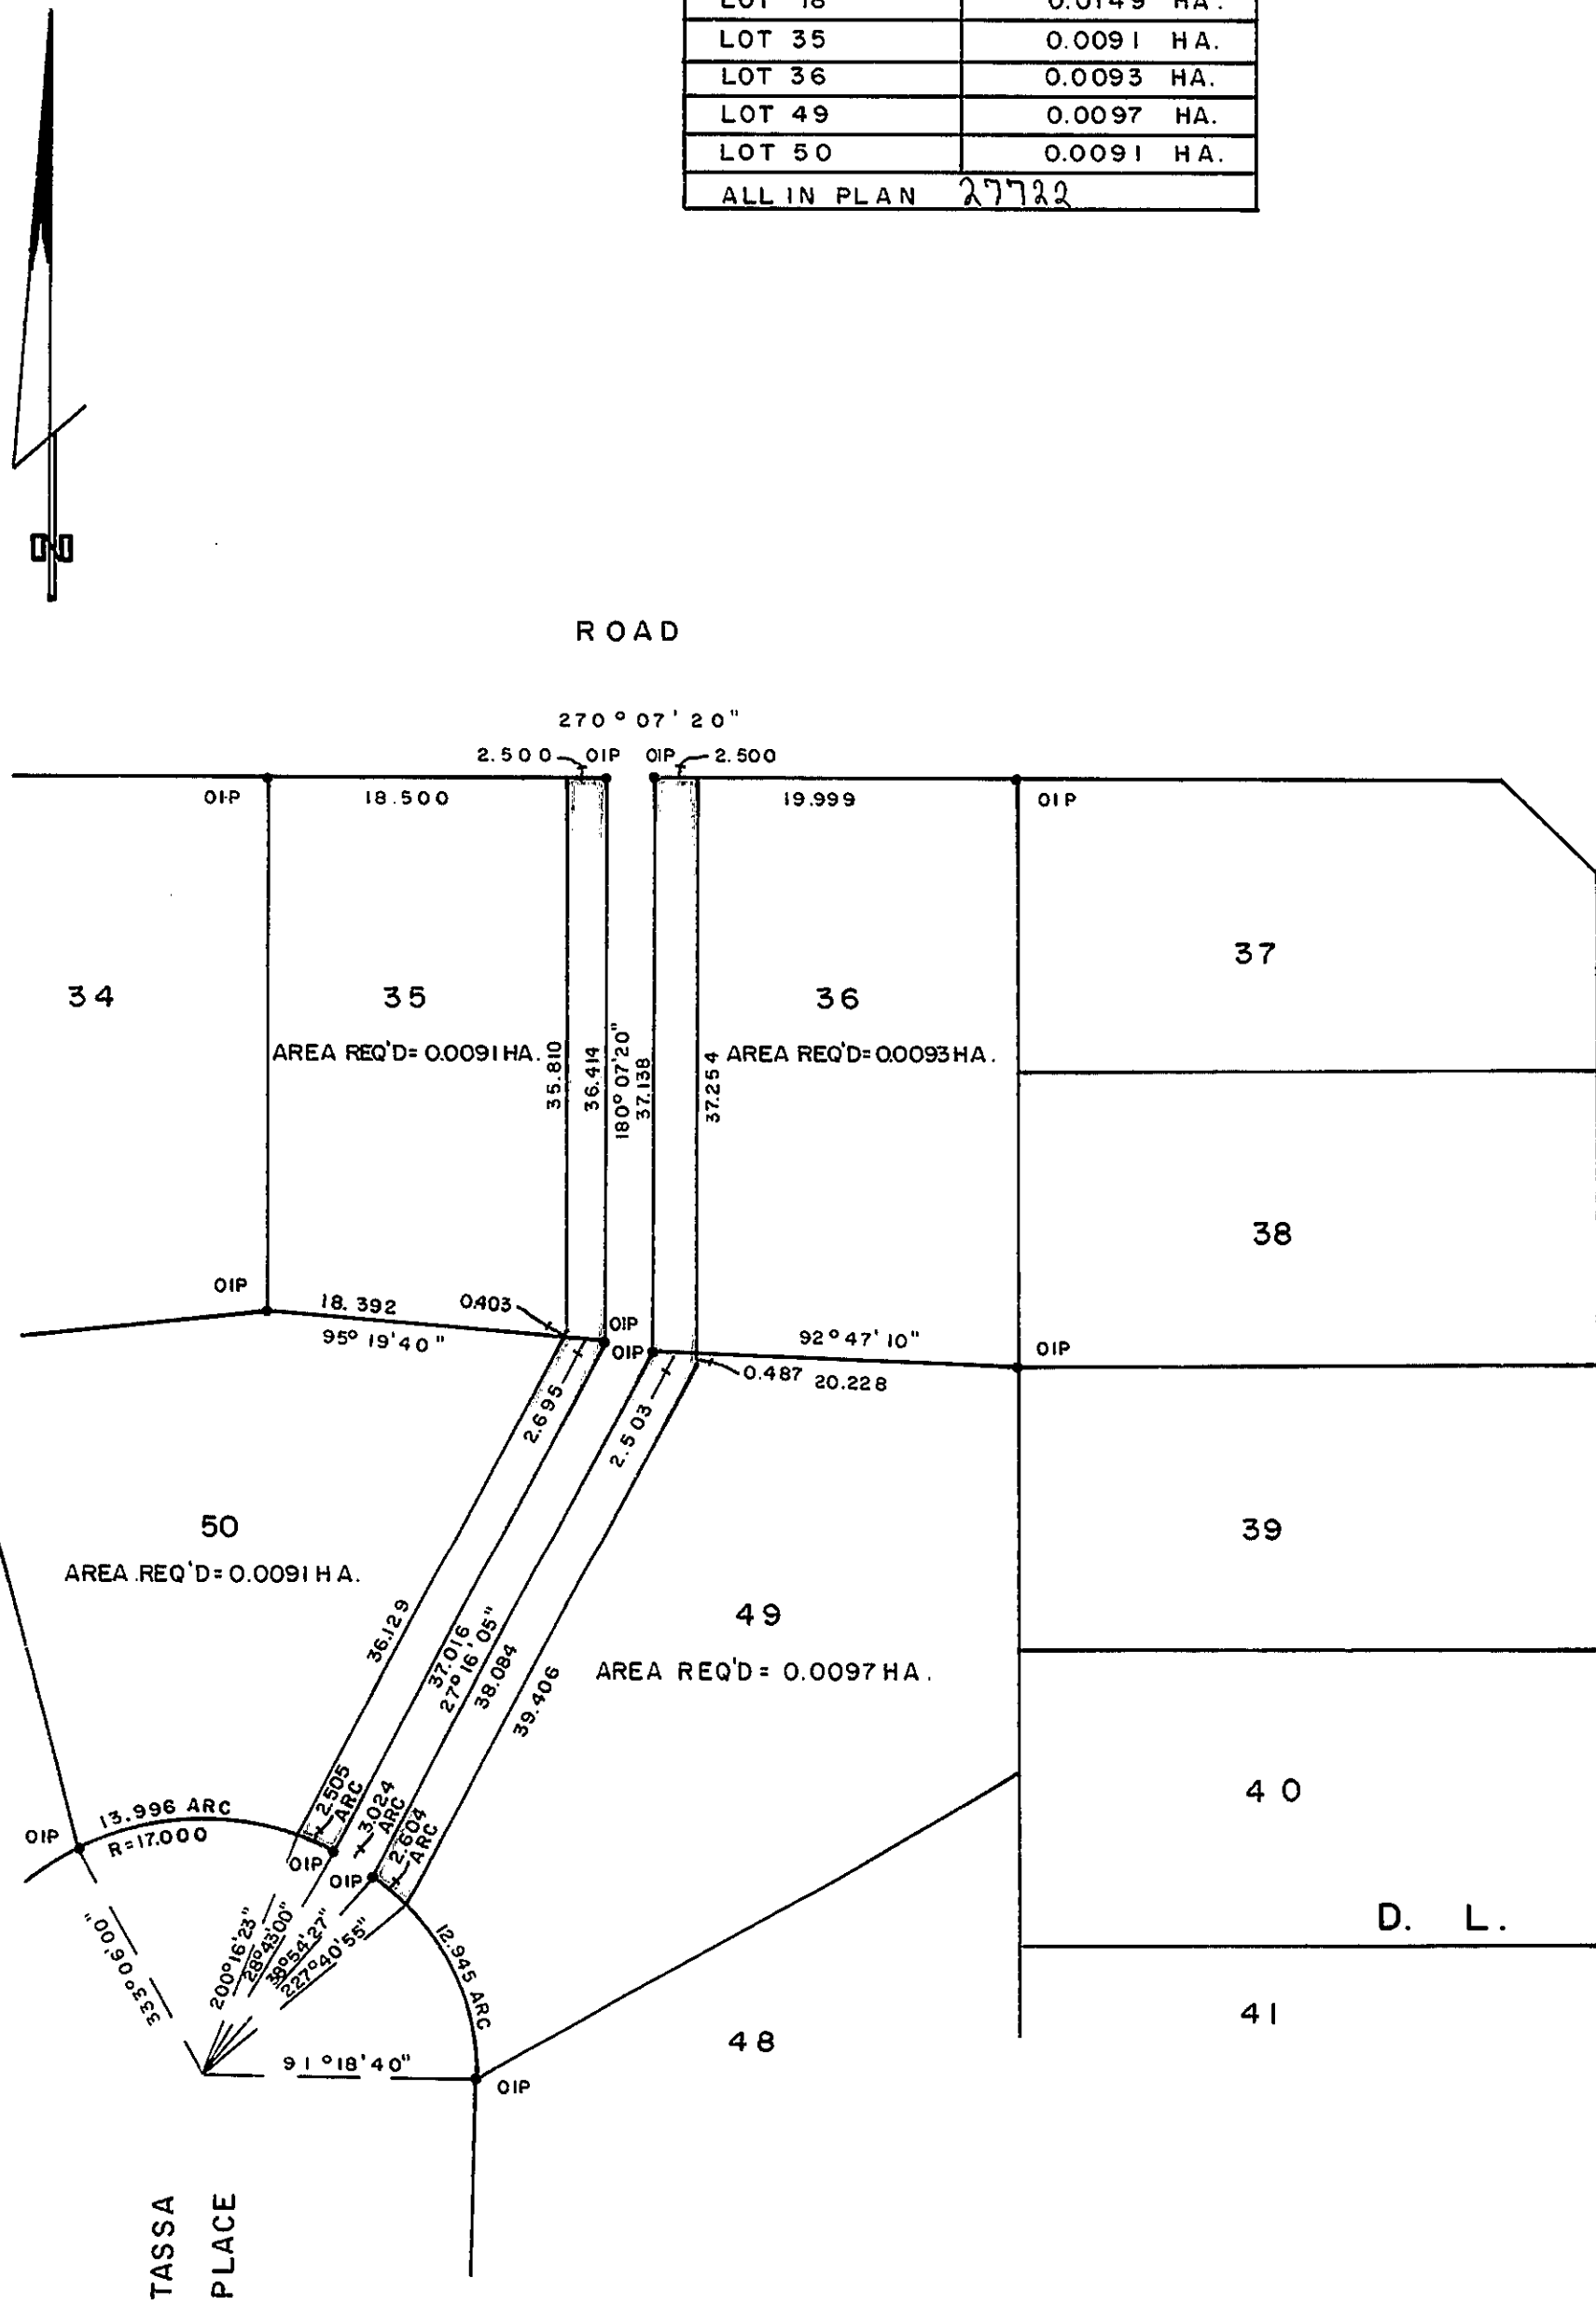 0.0149 HA.
LOT 35 0.0091 HA.
LOT 36 0.0093 HA.
LOT 49 0.0097 HA.
LOT 50 0.0091 HA.
ALL IN PLAN 27722
N
ROAD
270° 07' 20"
2.500 OIP OIP 2.500
OIP 18.500 19.999 OIP
37
34 35 36
AREA REQ'D= 0.0091 HA. AREA REQ'D= 0.0093 HA.
35.810
36.414
180° 07' 20"
37.138
37.254
38
OIP
18.392 0.403
95° 19' 40"
OIP
OIP
92° 47' 10"
OIP
0.487 20.228
2.695
2.503
50
AREA REQ'D= 0.0091 HA.
39
49
AREA REQ'D= 0.0097 HA.
36.129
37.016
27° 16' 05"
38.084
39.406
40
13.996 ARC
R=17.000
OIP
2.505 ARC
3.024 ARC
2.604 ARC
OIP
OIP
12.945 ARC
333° 06' 00"
200° 16' 23"
28° 43' 00"
38° 54' 27"
227° 40' 55"
D. L.
41
48
91° 18' 40"
OIP
TASSA
PLACE